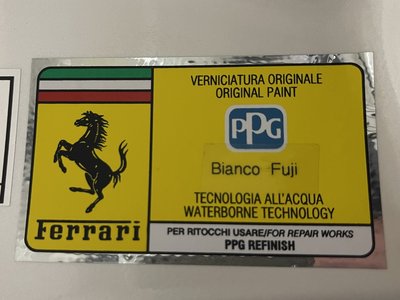 VERNICIATURA ORIGINALE
ORIGINAL PAINT
PPG
Bianco Fuji
TECNOLOGIA ALL'ACQUA
WATERBORNE TECHNOLOGY
Ferrari
PER RITOCCHI USARE/FOR REPAIR WORKS
PPG REFINISH